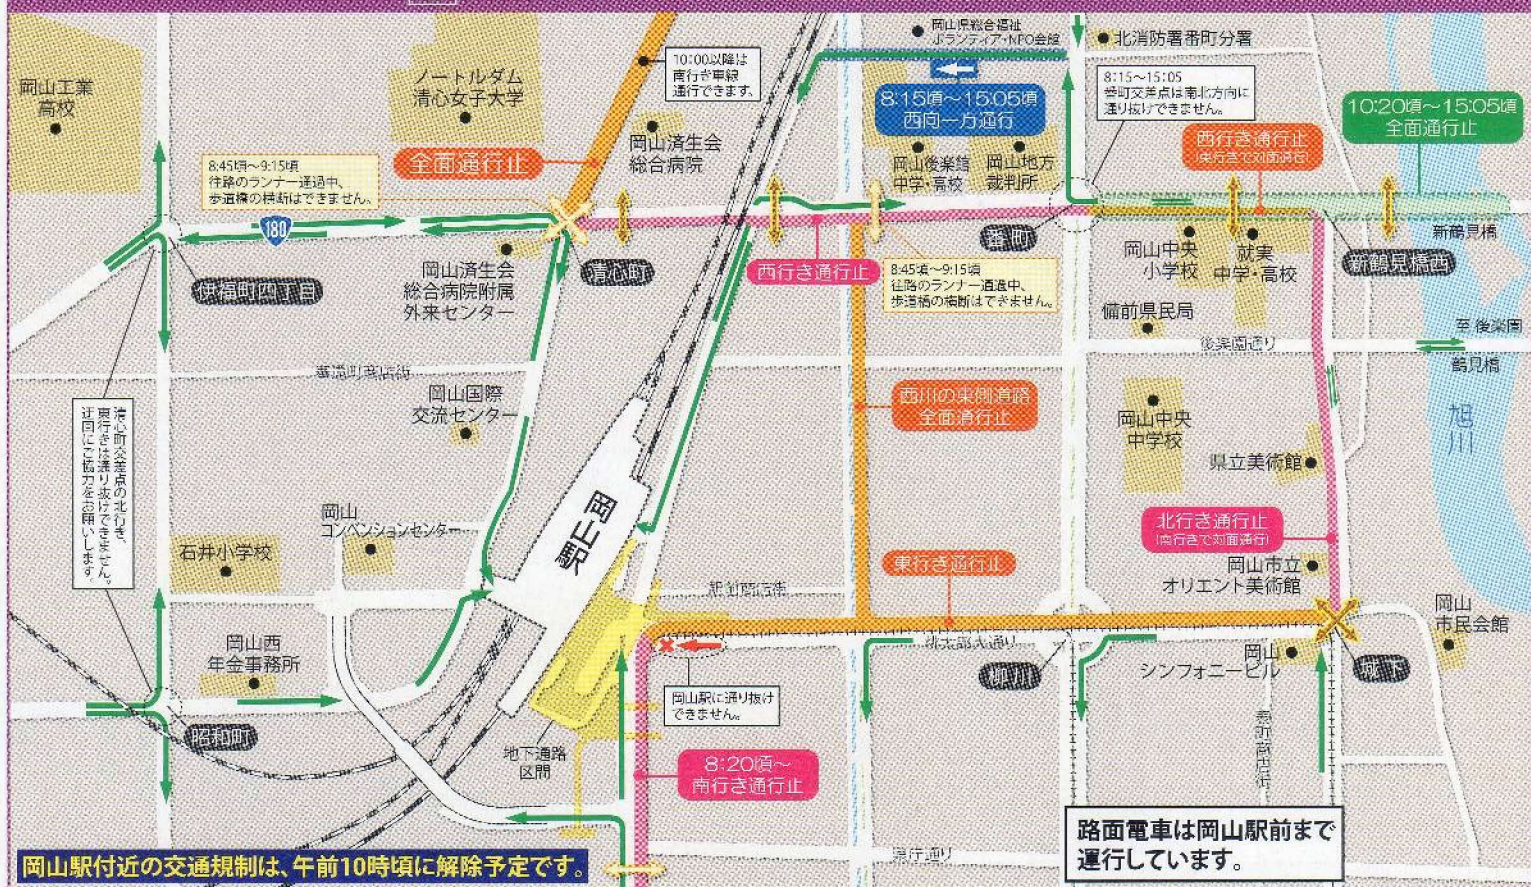 岡山県総合福祉
ボランティア・NPO会館
北消防署番町分署
岡山工業
高校
ノートルダム
清心女子大学
10:00以降は
南行き車線
通行できます。
8:15〜15:05
番町交差点は南北方向に
通り抜けできません。
8:15頃〜15:05頃
西向一方通行
10:20頃〜15:05頃
全面通行止
西行き通行止
(東行きで対面通行)
岡山済生会
総合病院
全面通行止
8:45頃〜9:15頃
往路のランナー通過中、
歩道橋の横断はできません。
岡山後楽館
中学・高校
岡山地方
裁判所
180
番町
新鶴見橋
岡山中央
小学校
就実
中学・高校
新鶴見橋西
伊福町四丁目
岡山済生会
総合病院附属
外来センター
清心町
西行き通行止
8:45頃〜9:15頃
往路のランナー通過中、
歩道橋の横断はできません。
備前県民局
後楽園通り
至 後楽園
鶴見橋
奉還町商店街
岡山国際
交流センター
西川の東側道路
全面通行止
岡山中央
中学校
旭川
清心町交差点の北行き、
東行きは通り抜けできません。
迂回にご協力をお願いします。
県立美術館
岡山
コンベンションセンター
岡山駅
北行き通行止
(南行きで対面通行)
石井小学校
東行き通行止
岡山市立
オリエント美術館
岡山
市民会館
岡山西
年金事務所
桃太郎大通り
岡山
シンフォニービル
柳川
城下
岡山駅に通り抜け
できません。
昭和町
地下通路
区間
8:20頃〜
南行き通行止
表町商店街
路面電車は岡山駅前まで
運行しています。
県庁通り
岡山駅付近の交通規制は、午前10時頃に解除予定です。